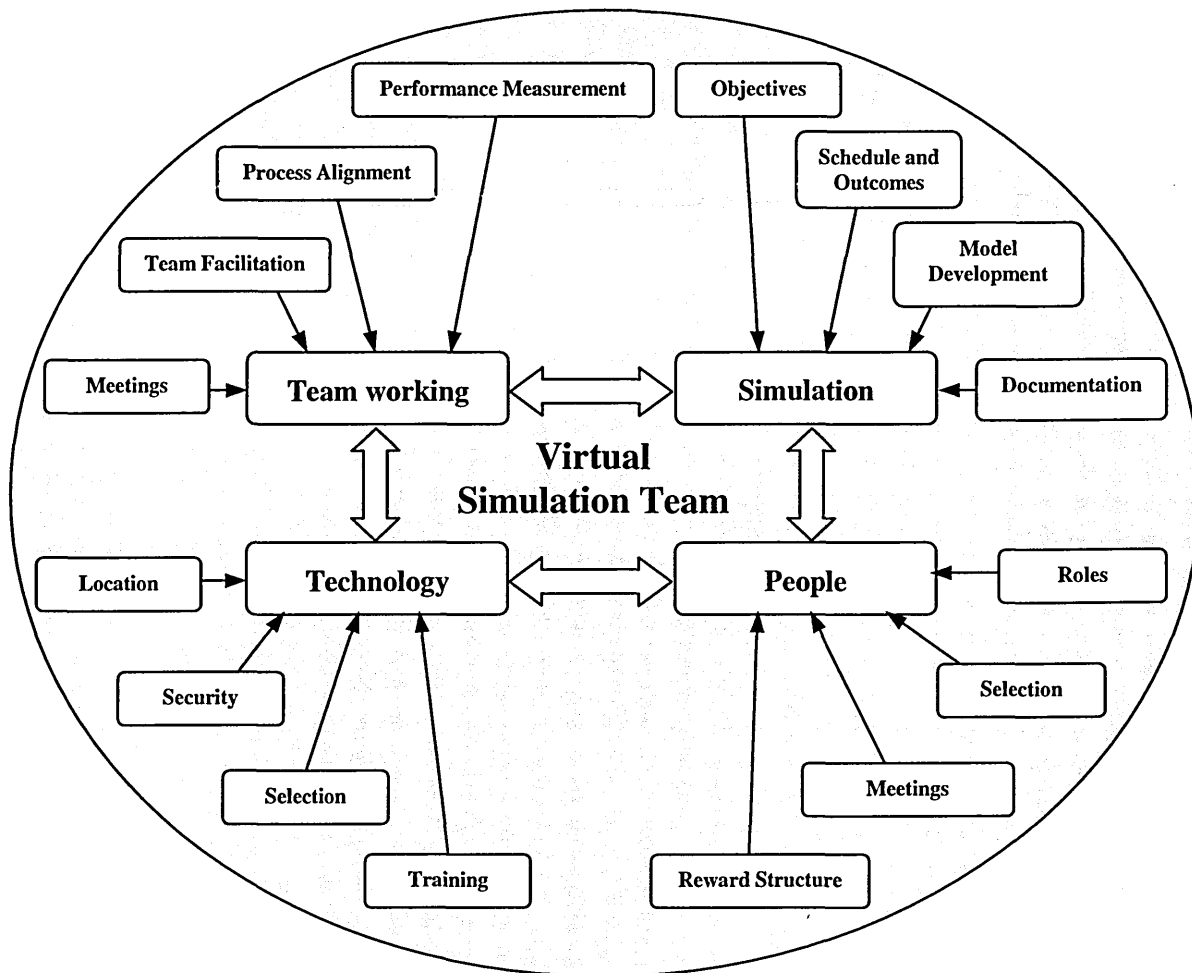 Performance Measurement
Objectives
Process Alignment
Schedule and
Outcomes
Team Facilitation
Model
Development
Meetings
Team working
Simulation
Documentation
Virtual
Simulation Team
Location
Technology
People
Roles
Security
Selection
Selection
Meetings
Training
Reward Structure